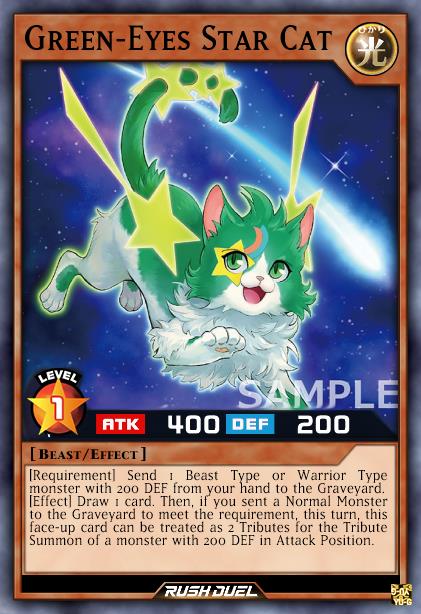 GREEN-EYES STAR CAT
ひかり
光
SAMPLE
LEVEL
1
ATK 400 DEF 200
[BEAST/EFFECT]
[Requirement] Send 1 Beast Type or Warrior Type
monster with 200 DEF from your hand to the Graveyard.
[Effect] Draw 1 card. Then, if you sent a Normal Monster
to the Graveyard to meet the requirement, this turn, this
face-up card can be treated as 2 Tributes for the Tribute
Summon of a monster with 200 DEF in Attack Position.
RUSH DUEL